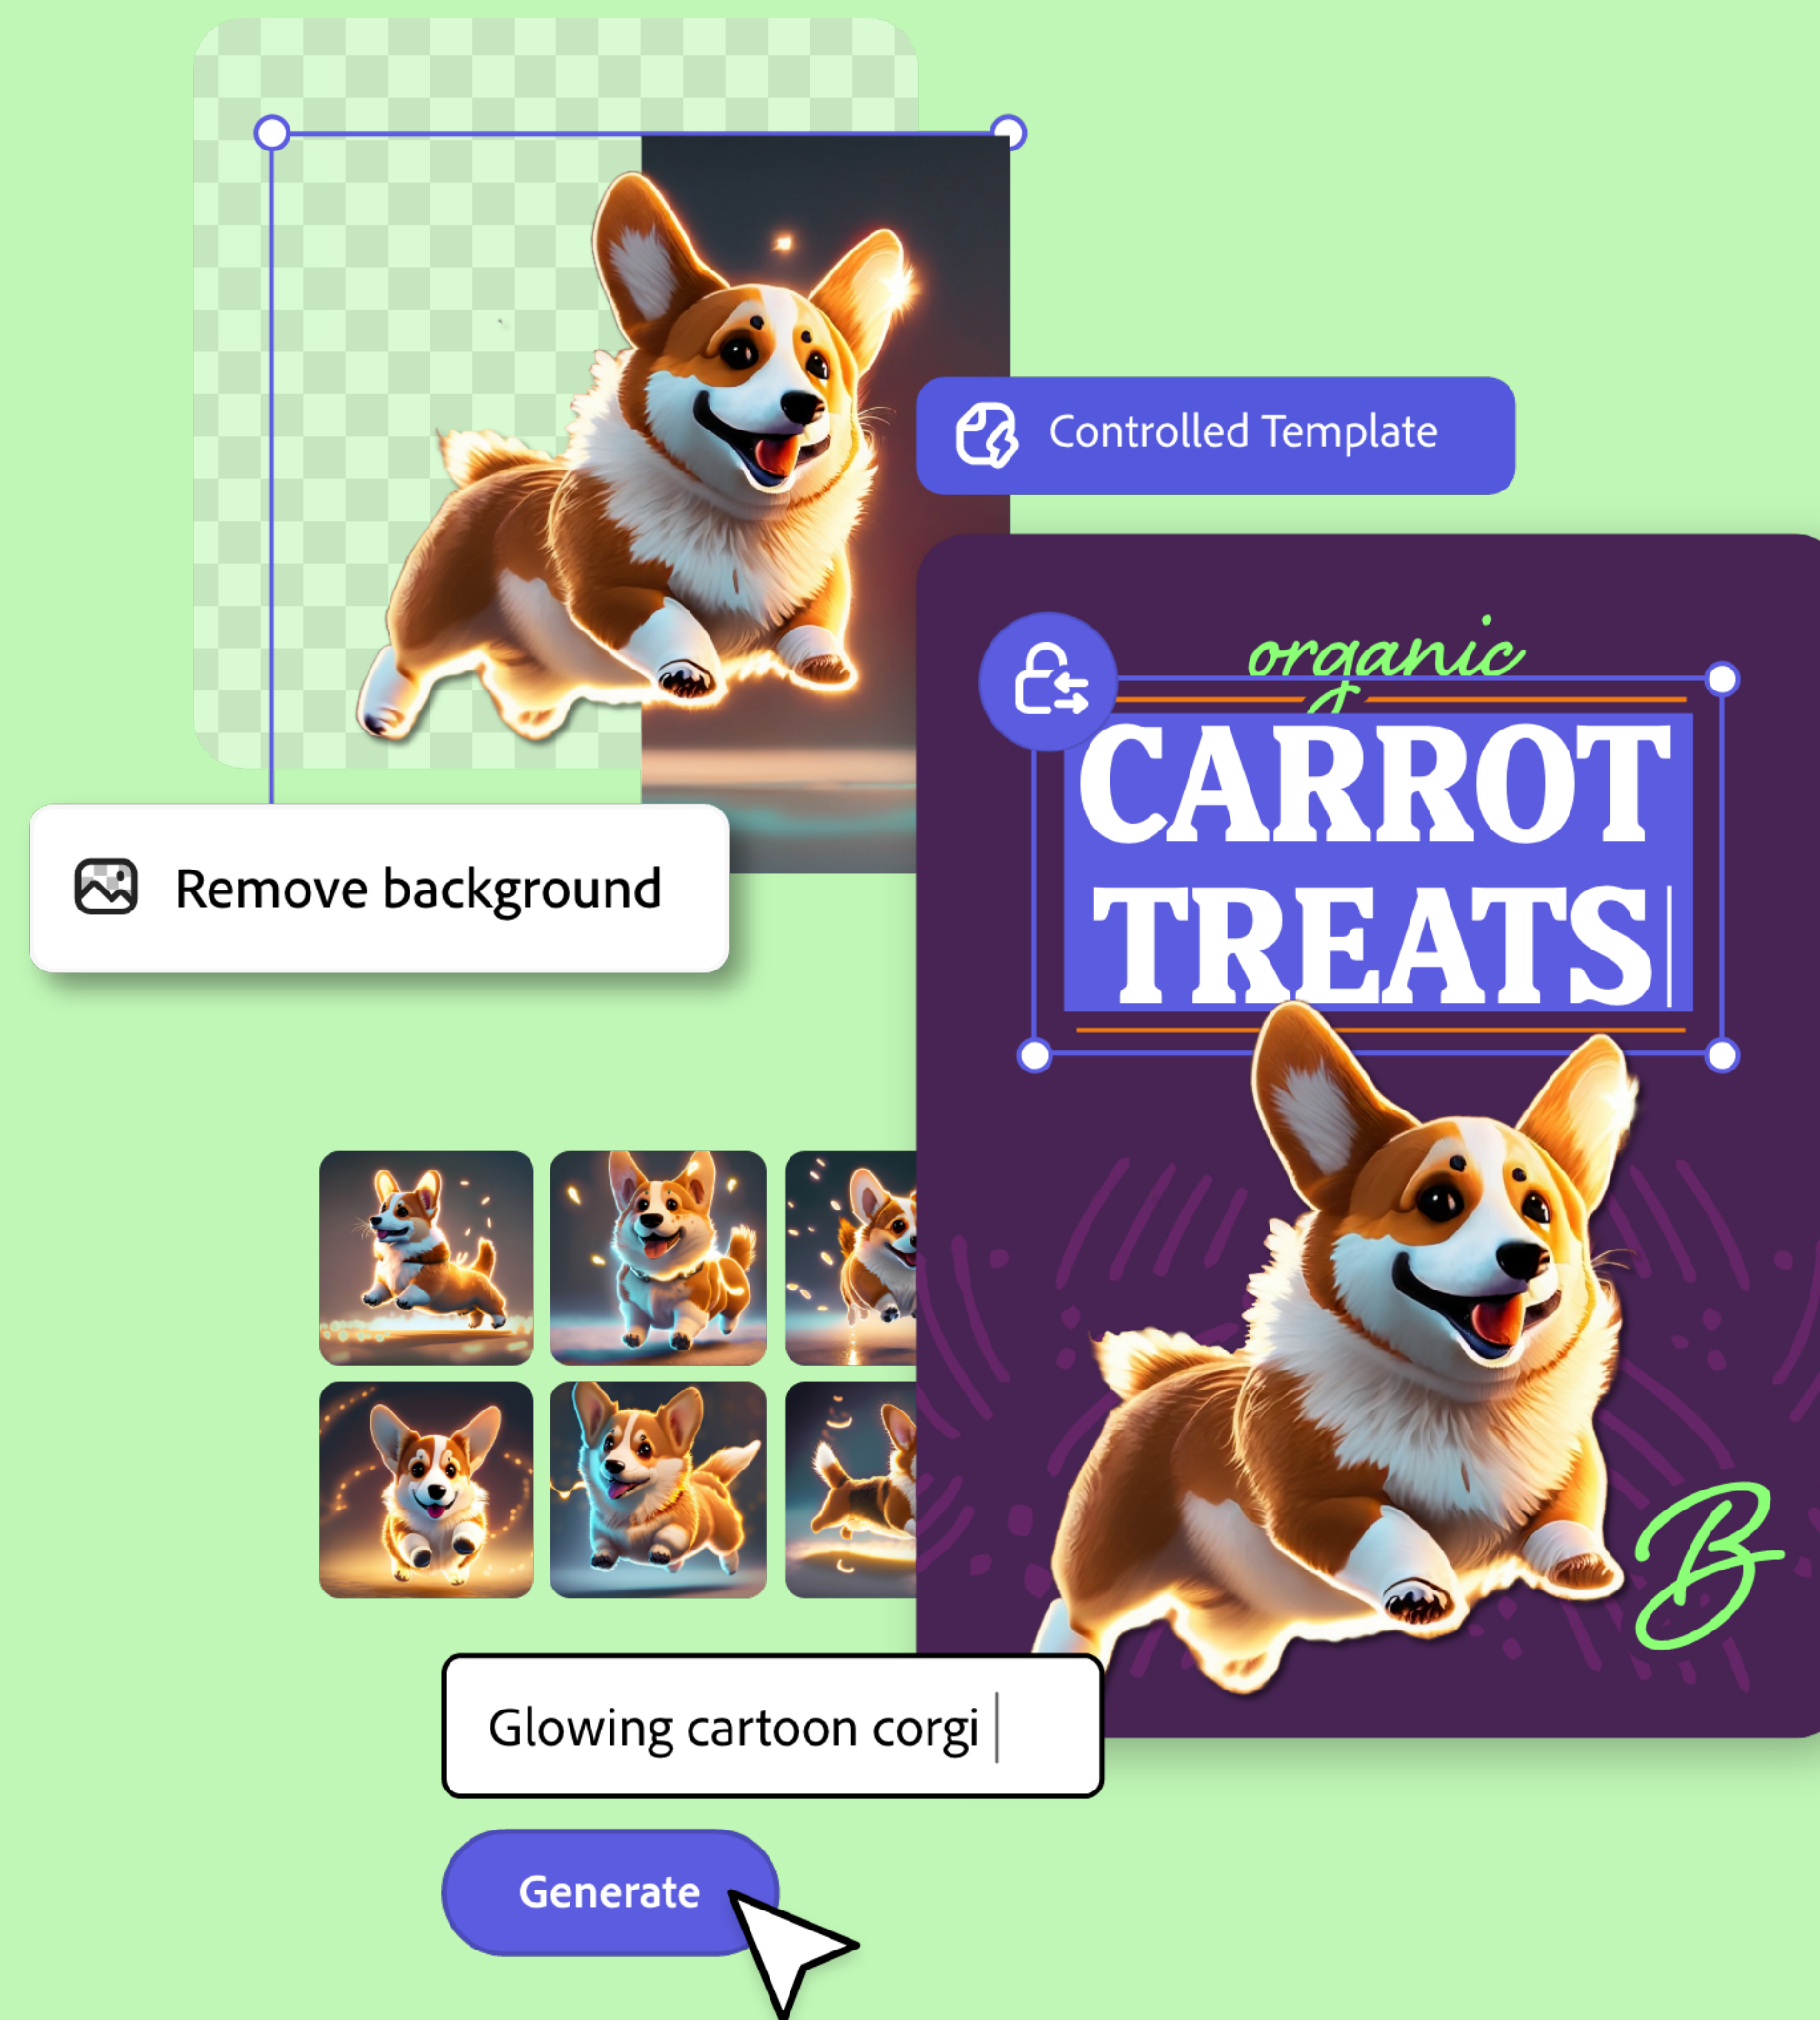 Controlled Template
organic
CARROT
TREATS
Remove background
B
Glowing cartoon corgi
Generate